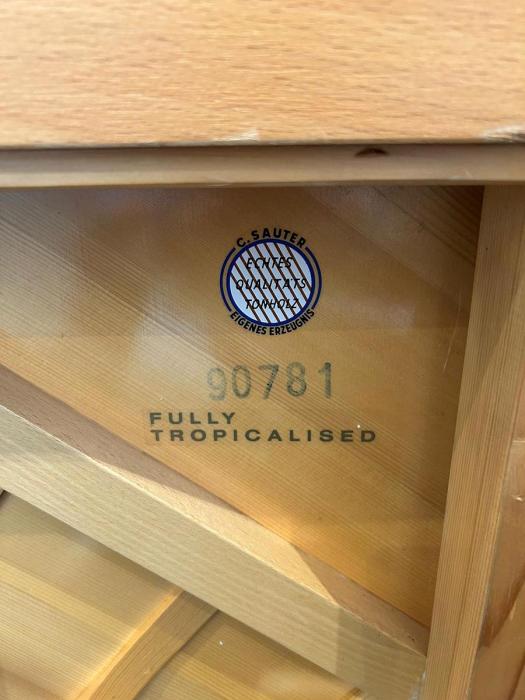 C. SAUTER
ECHTES
QUALITÄTS
TONHOLZ
EIGENES ERZEUGNIS
90781
FULLY
TROPICALISED